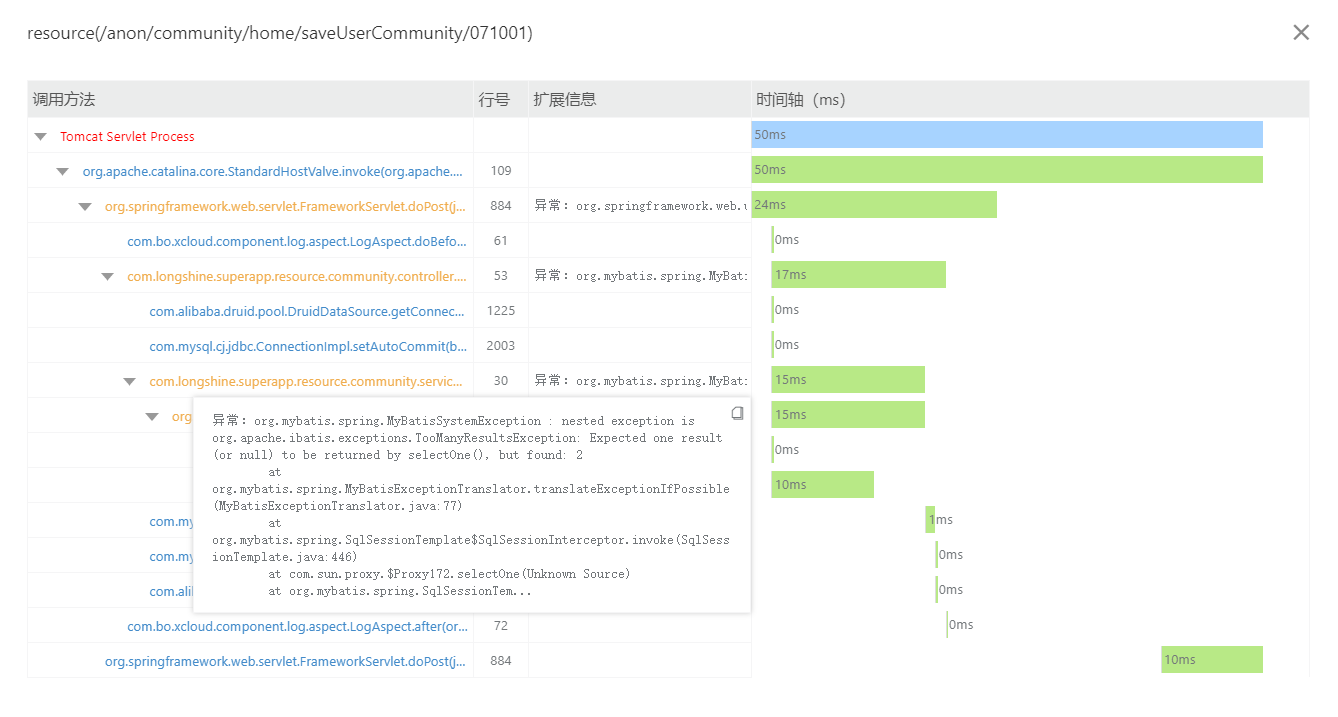 resource(/anon/community/home/saveUserCommunity/071001)
调用方法 行号 扩展信息 时间轴（ms）
Tomcat Servlet Process 50ms
org.apache.catalina.core.StandardHostValve.invoke(org.apache.... 109 50ms
org.springframework.web.servlet.FrameworkServlet.doPost(j... 884 异常：org.springframework.web.u 24ms
com.bo.xcloud.component.log.aspect.LogAspect.doBefo... 61 0ms
com.longshine.superapp.resource.community.controller.... 53 异常：org.mybatis.spring.MyBati: 17ms
com.alibaba.druid.pool.DruidDataSource.getConnec... 1225 0ms
com.mysql.cj.jdbc.ConnectionImpl.setAutoCommit(b... 2003 0ms
com.longshine.superapp.resource.community.servic... 30 异常：org.mybatis.spring.MyBati: 15ms
org 15ms
异常：org.mybatis.spring.MyBatisSystemException : nested exception is
org.apache.ibatis.exceptions.TooManyResultsException: Expected one result
(or null) to be returned by selectOne(), but found: 2
at
org.mybatis.spring.MyBatisExceptionTranslator.translateExceptionIfPossible
(MyBatisExceptionTranslator.java:77)
at
org.mybatis.spring.SqlSessionTemplate$SqlSessionInterceptor.invoke(SqlSess
ionTemplate.java:446)
at com.sun.proxy.$Proxy172.selectOne(Unknown Source)
at org.mybatis.spring.SqlSessionTem...
0ms
10ms
com.my 1ms
com.my 0ms
com.ali 0ms
com.bo.xcloud.component.log.aspect.LogAspect.after(or... 72 0ms
org.springframework.web.servlet.FrameworkServlet.doPost(j... 884 10ms